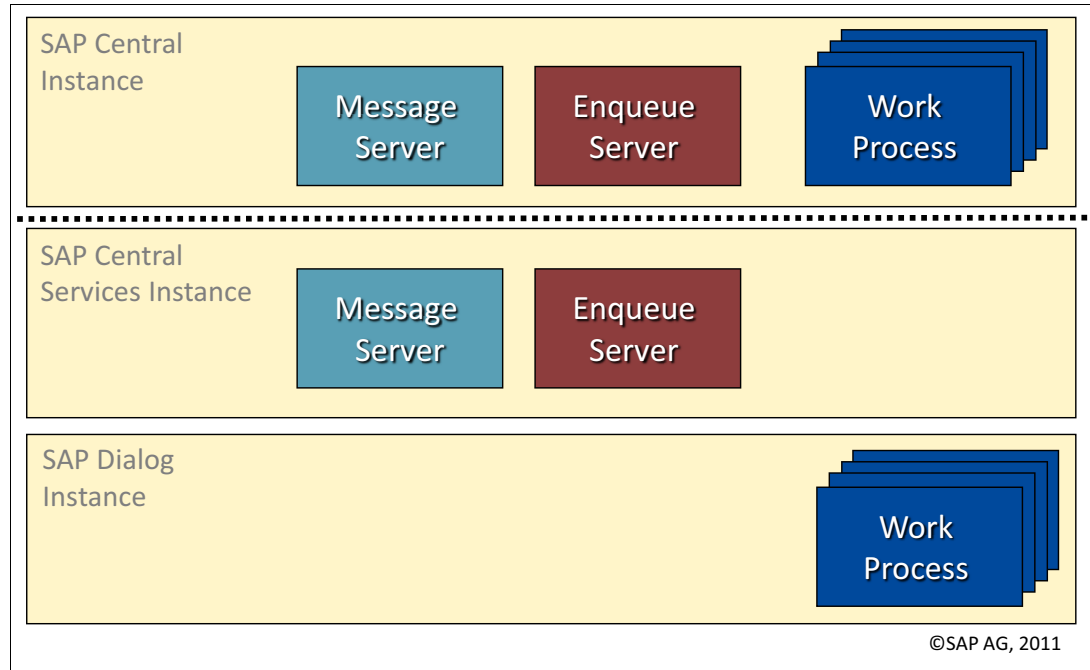 SAP Central
Instance
Message
Server
Enqueue
Server
Work
Process
SAP Central
Services Instance
Message
Server
Enqueue
Server
SAP Dialog
Instance
Work
Process
©SAP AG, 2011